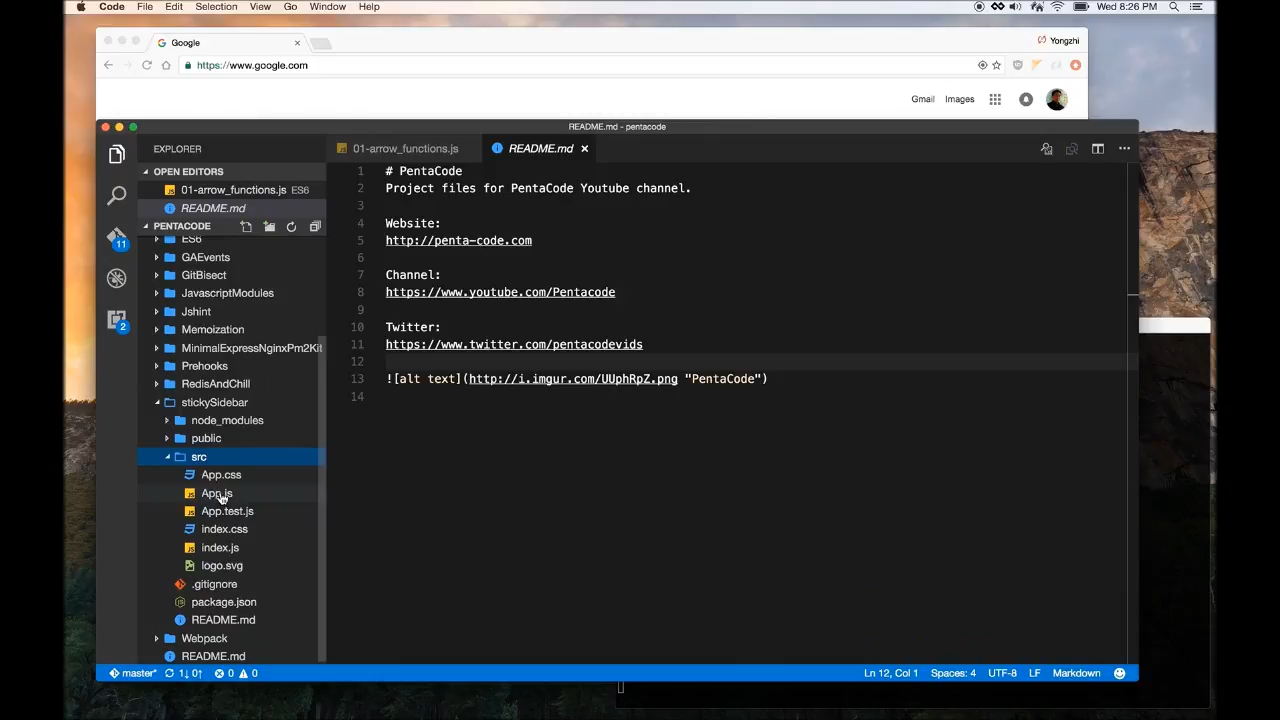 Code File Edit Selection View Go Window Help
Wed 8:26 PM
Google
Yongzhi
https://www.google.com
Gmail Images
README.md - pentacode
EXPLORER
OPEN EDITORS
01-arrow_functions.js ES6
README.md
PENTACODE
ES6
GAEvents
GitBisect
JavascriptModules
Jshint
Memoization
MinimalExpressNginxPm2Kit
Prehooks
RedisAndChill
stickySidebar
node_modules
public
src
App.css
App.js
App.test.js
index.css
index.js
logo.svg
.gitignore
package.json
README.md
Webpack
README.md
11
2
01-arrow_functions.js
README.md
1 # PentaCode
2 Project files for PentaCode Youtube channel.
3
4 Website:
5 http://penta-code.com
6
7 Channel:
8 https://www.youtube.com/Pentacode
9
10 Twitter:
11 https://www.twitter.com/pentacodevids
12
13 ![alt text](http://i.imgur.com/UUphRpZ.png "PentaCode")
14
master* 1↓ 0↑ 0 0
Ln 12, Col 1 Spaces: 4 UTF-8 LF Markdown